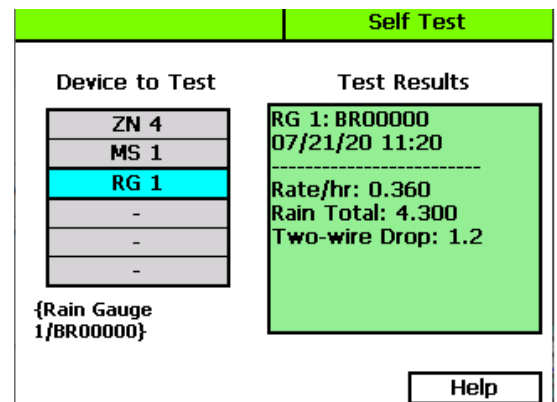 Self Test
Device to Test
ZN 4
MS 1
RG 1
-
-
-
{Rain Gauge
1/BR00000}
Test Results
RG 1: BR00000
07/21/20 11:20
-----------------------
Rate/hr: 0.360
Rain Total: 4.300
Two-wire Drop: 1.2
Help